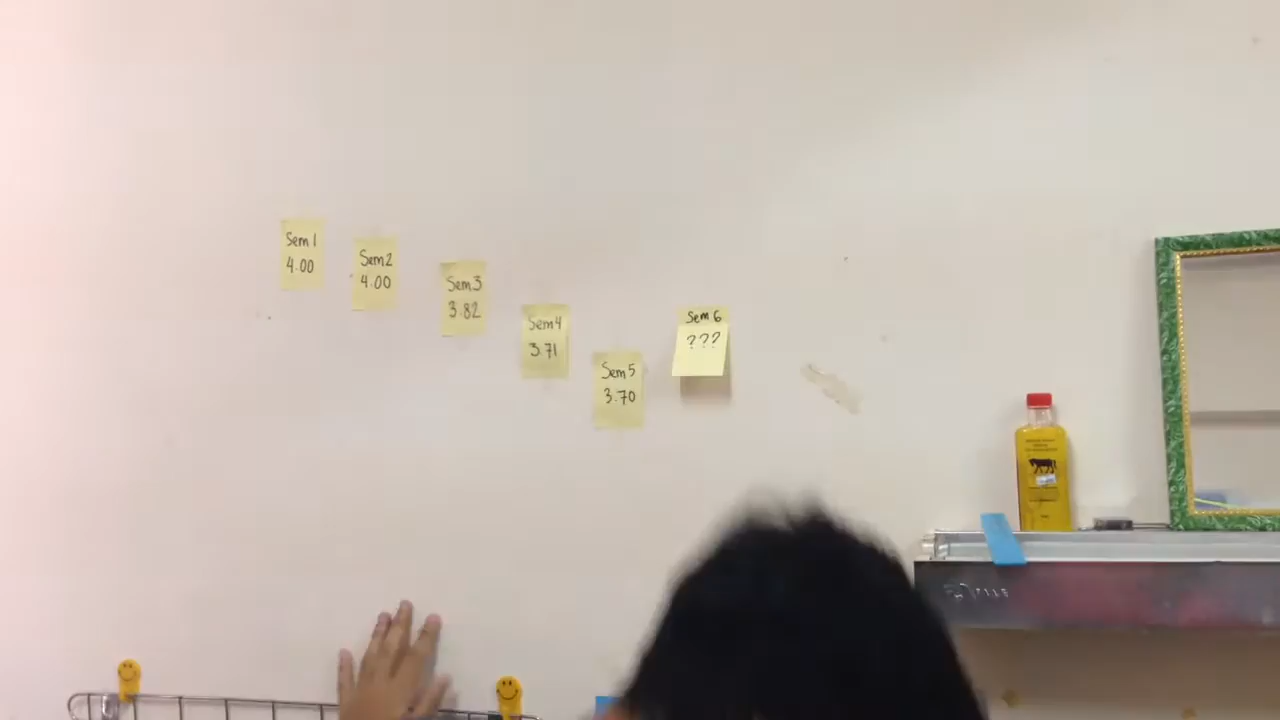 Sem 1
4.00
Sem 2
4.00
Sem 3
3.82
Sem 4
3.71
Sem 5
3.70
Sem 6
???